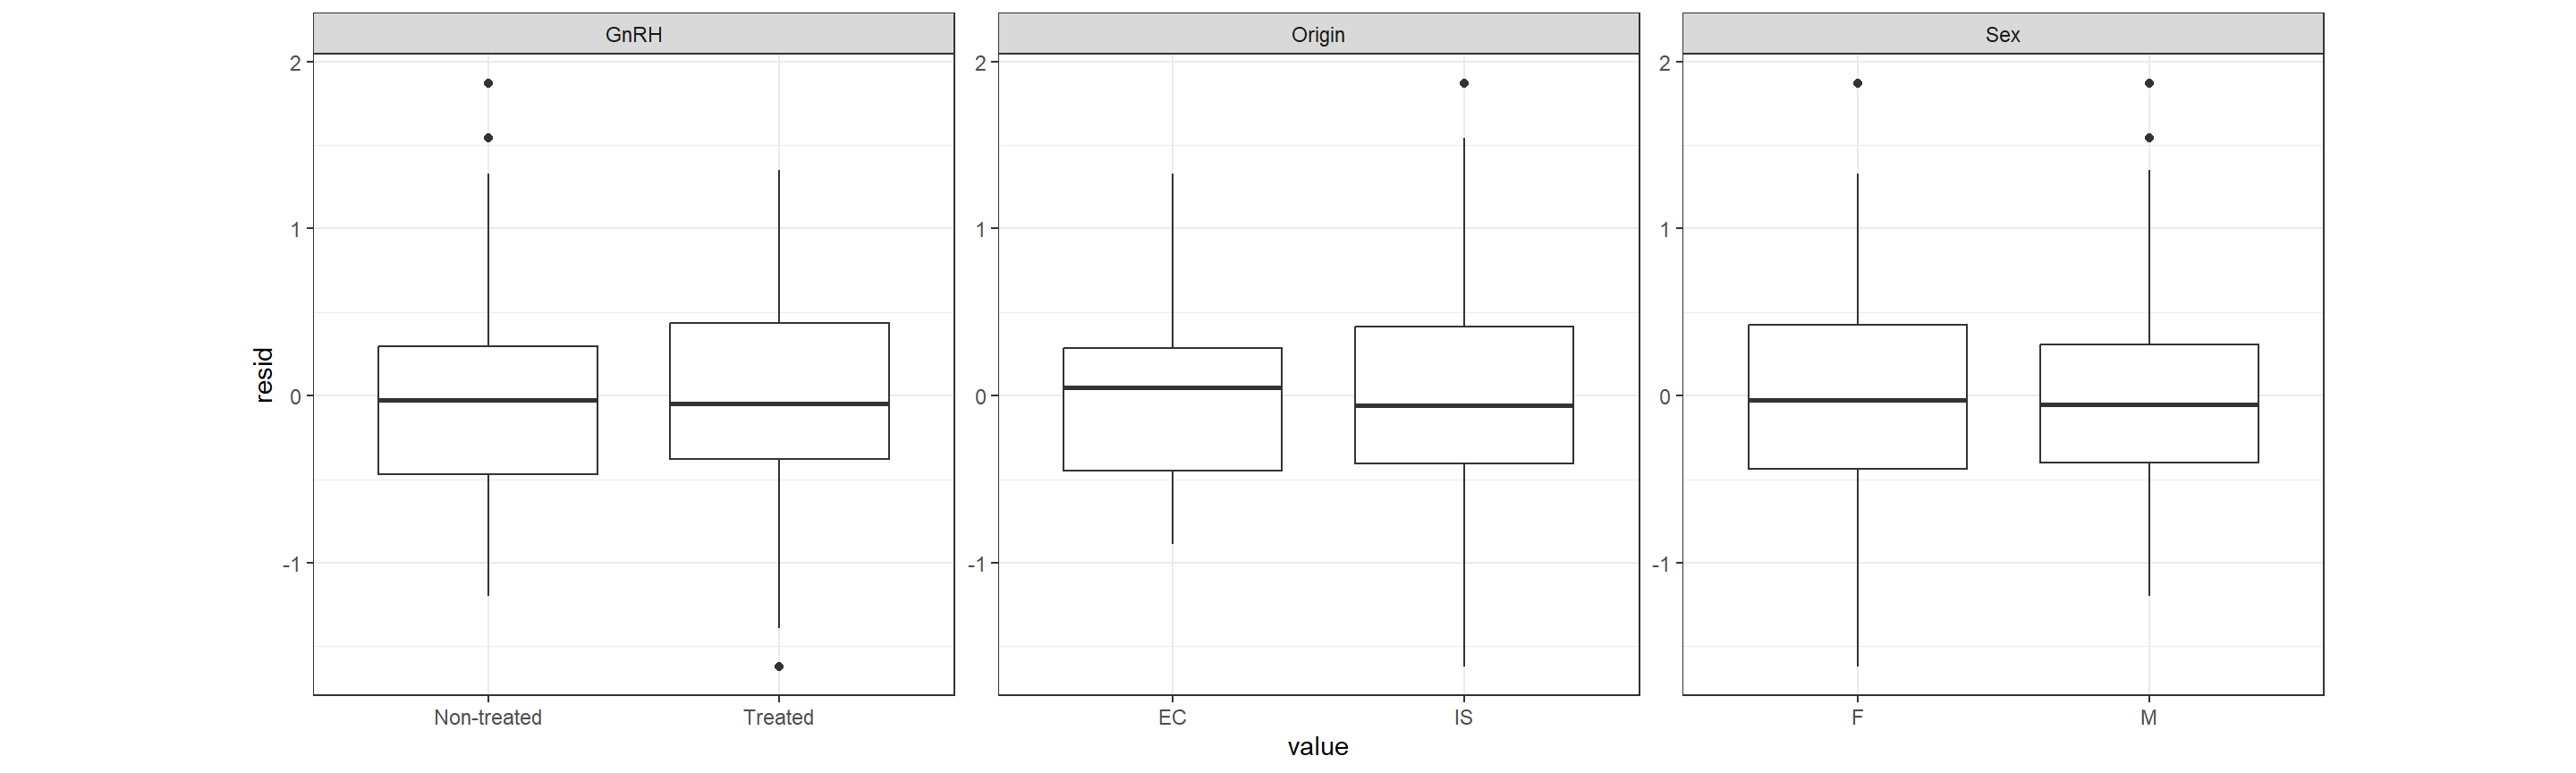 GnRH
Origin
Sex
2
1
0
-1
2
1
0
-1
2
1
0
-1
resid
Non-treated
Treated
EC
IS
F
M
value